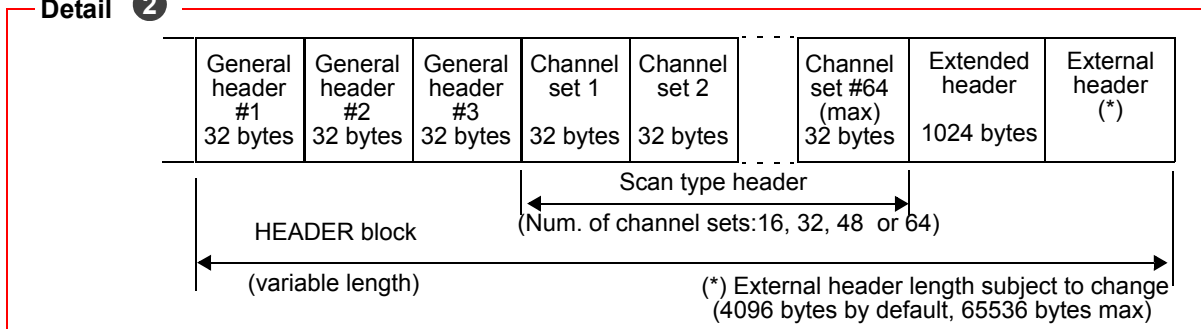 Detail 2
General header #1 32 bytes
General header #2 32 bytes
General header #3 32 bytes
Channel set 1 32 bytes
Channel set 2 32 bytes
Channel set #64 (max) 32 bytes
Extended header 1024 bytes
External header (*)
Scan type header
(Num. of channel sets:16, 32, 48 or 64)
HEADER block
(variable length)
(*) External header length subject to change
(4096 bytes by default, 65536 bytes max)